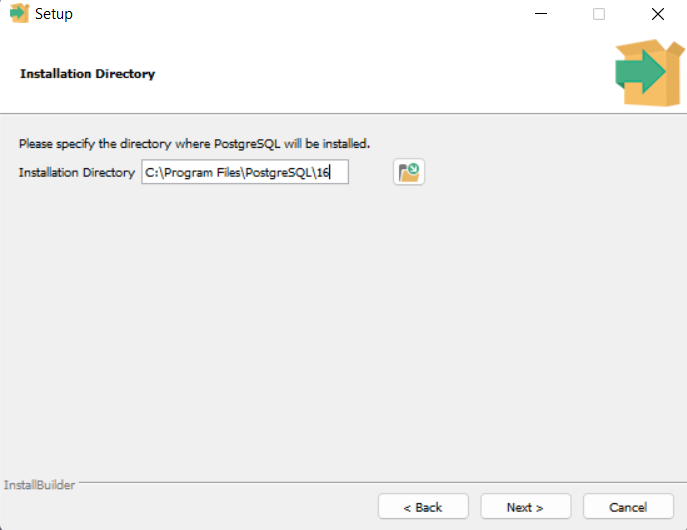 Setup
Installation Directory
Please specify the directory where PostgreSQL will be installed.
Installation Directory C:\Program Files\PostgreSQL\16
InstallBuilder
< Back Next > Cancel